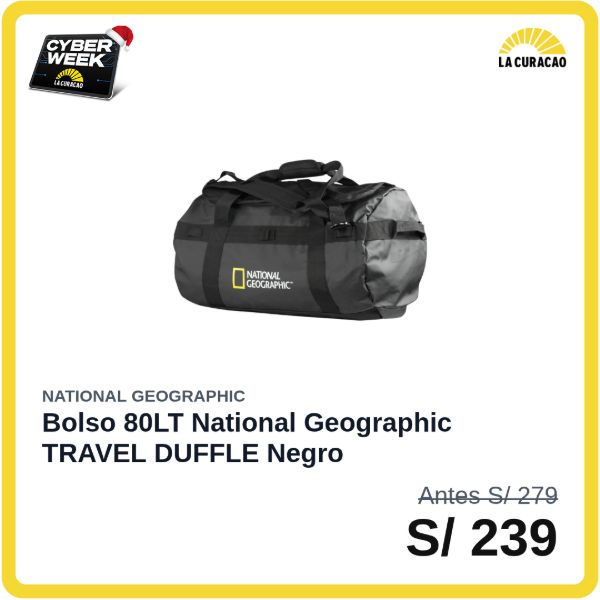 CYBER
WEEK
LA CURACAO
LA CURACAO
NATIONAL
GEOGRAPHIC™
NATIONAL GEOGRAPHIC
Bolso 80LT National Geographic
TRAVEL DUFFLE Negro
Antes S/ 279
S/ 239